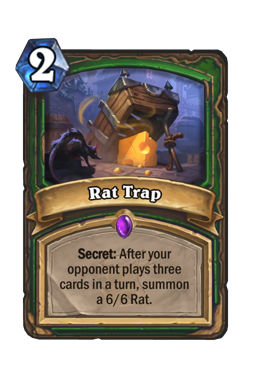 2
Rat Trap
Secret: After your
opponent plays three
cards in a turn, summon
a 6/6 Rat.